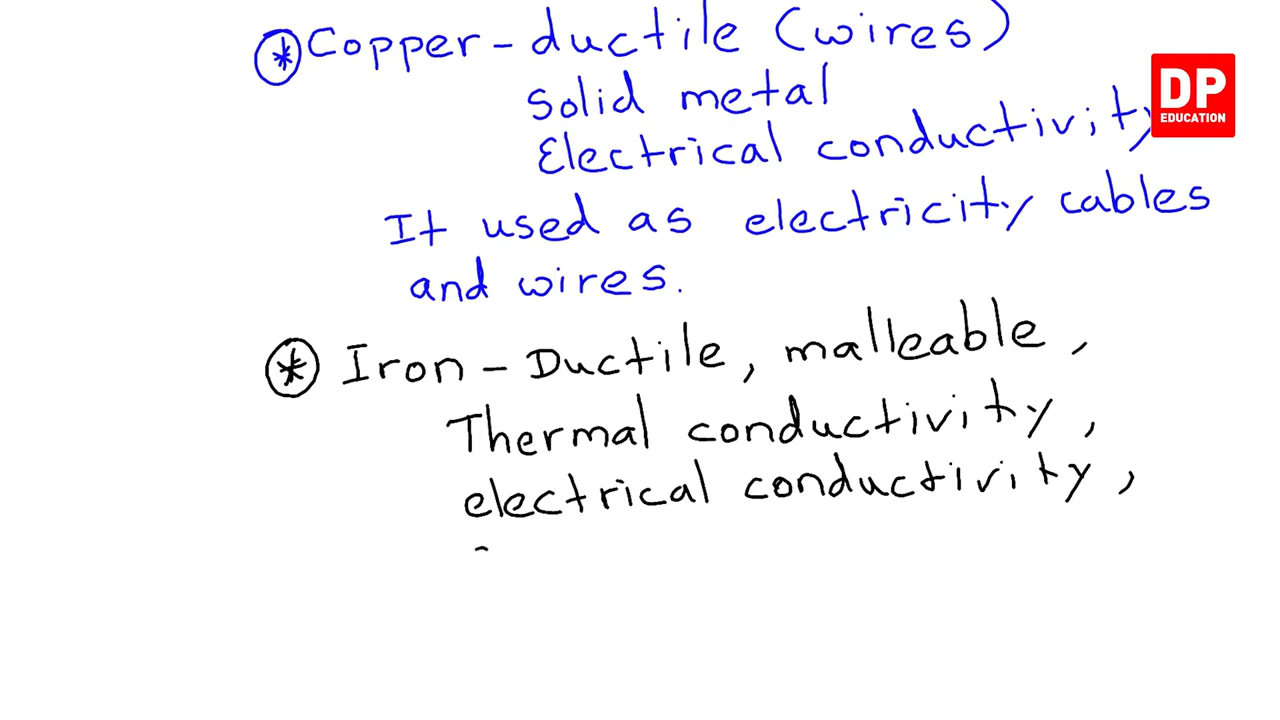 * Copper - ductile (wires)
Solid metal
Electrical conductivity
It used as electricity cables
and wires.
* Iron - Ductile, malleable,
Thermal conductivity,
electrical conductivity,
DP
EDUCATION